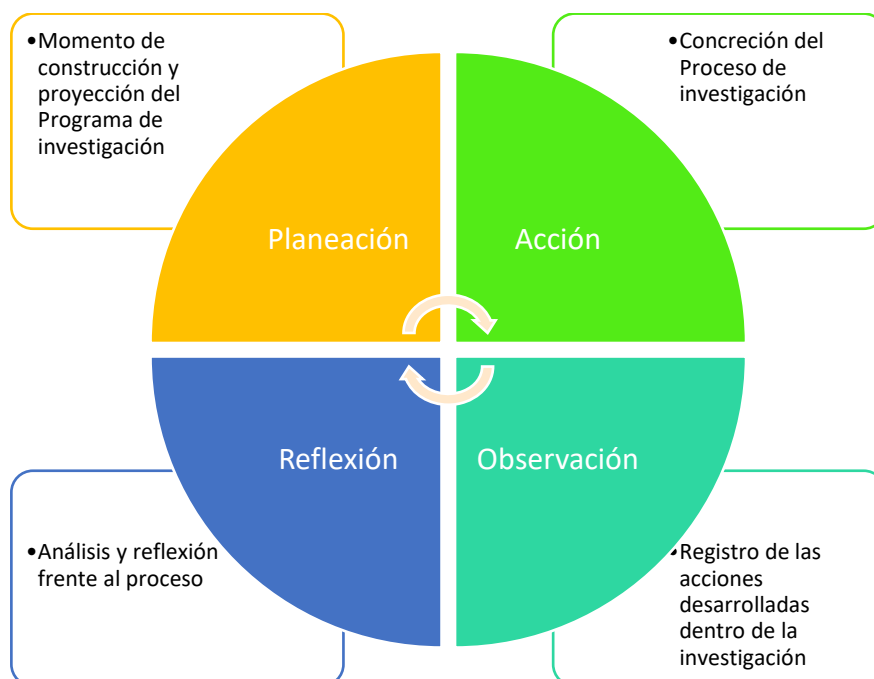 •Momento de
construcción y
proyección del
Programa de
investigación
•Concreción del
Proceso de
investigación
Planeación
Acción
Reflexión
Observación
•Análisis y reflexión
frente al proceso
•Registro de las
acciones
desarrolladas
dentro de la
investigación